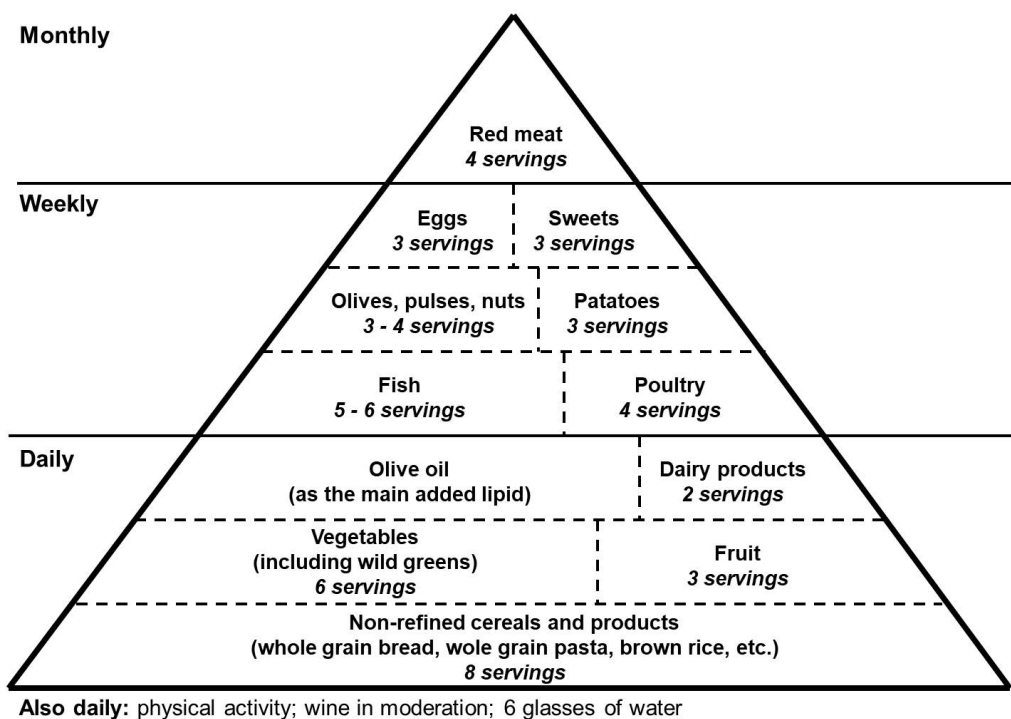 Monthly
Red meat
4 servings
Weekly
Eggs
3 servings
Sweets
3 servings
Olives, pulses, nuts
3 - 4 servings
Patatoes
3 servings
Fish
5 - 6 servings
Poultry
4 servings
Daily
Olive oil
(as the main added lipid)
Dairy products
2 servings
Vegetables
(including wild greens)
6 servings
Fruit
3 servings
Non-refined cereals and products
(whole grain bread, wole grain pasta, brown rice, etc.)
8 servings
Also daily: physical activity; wine in moderation; 6 glasses of water